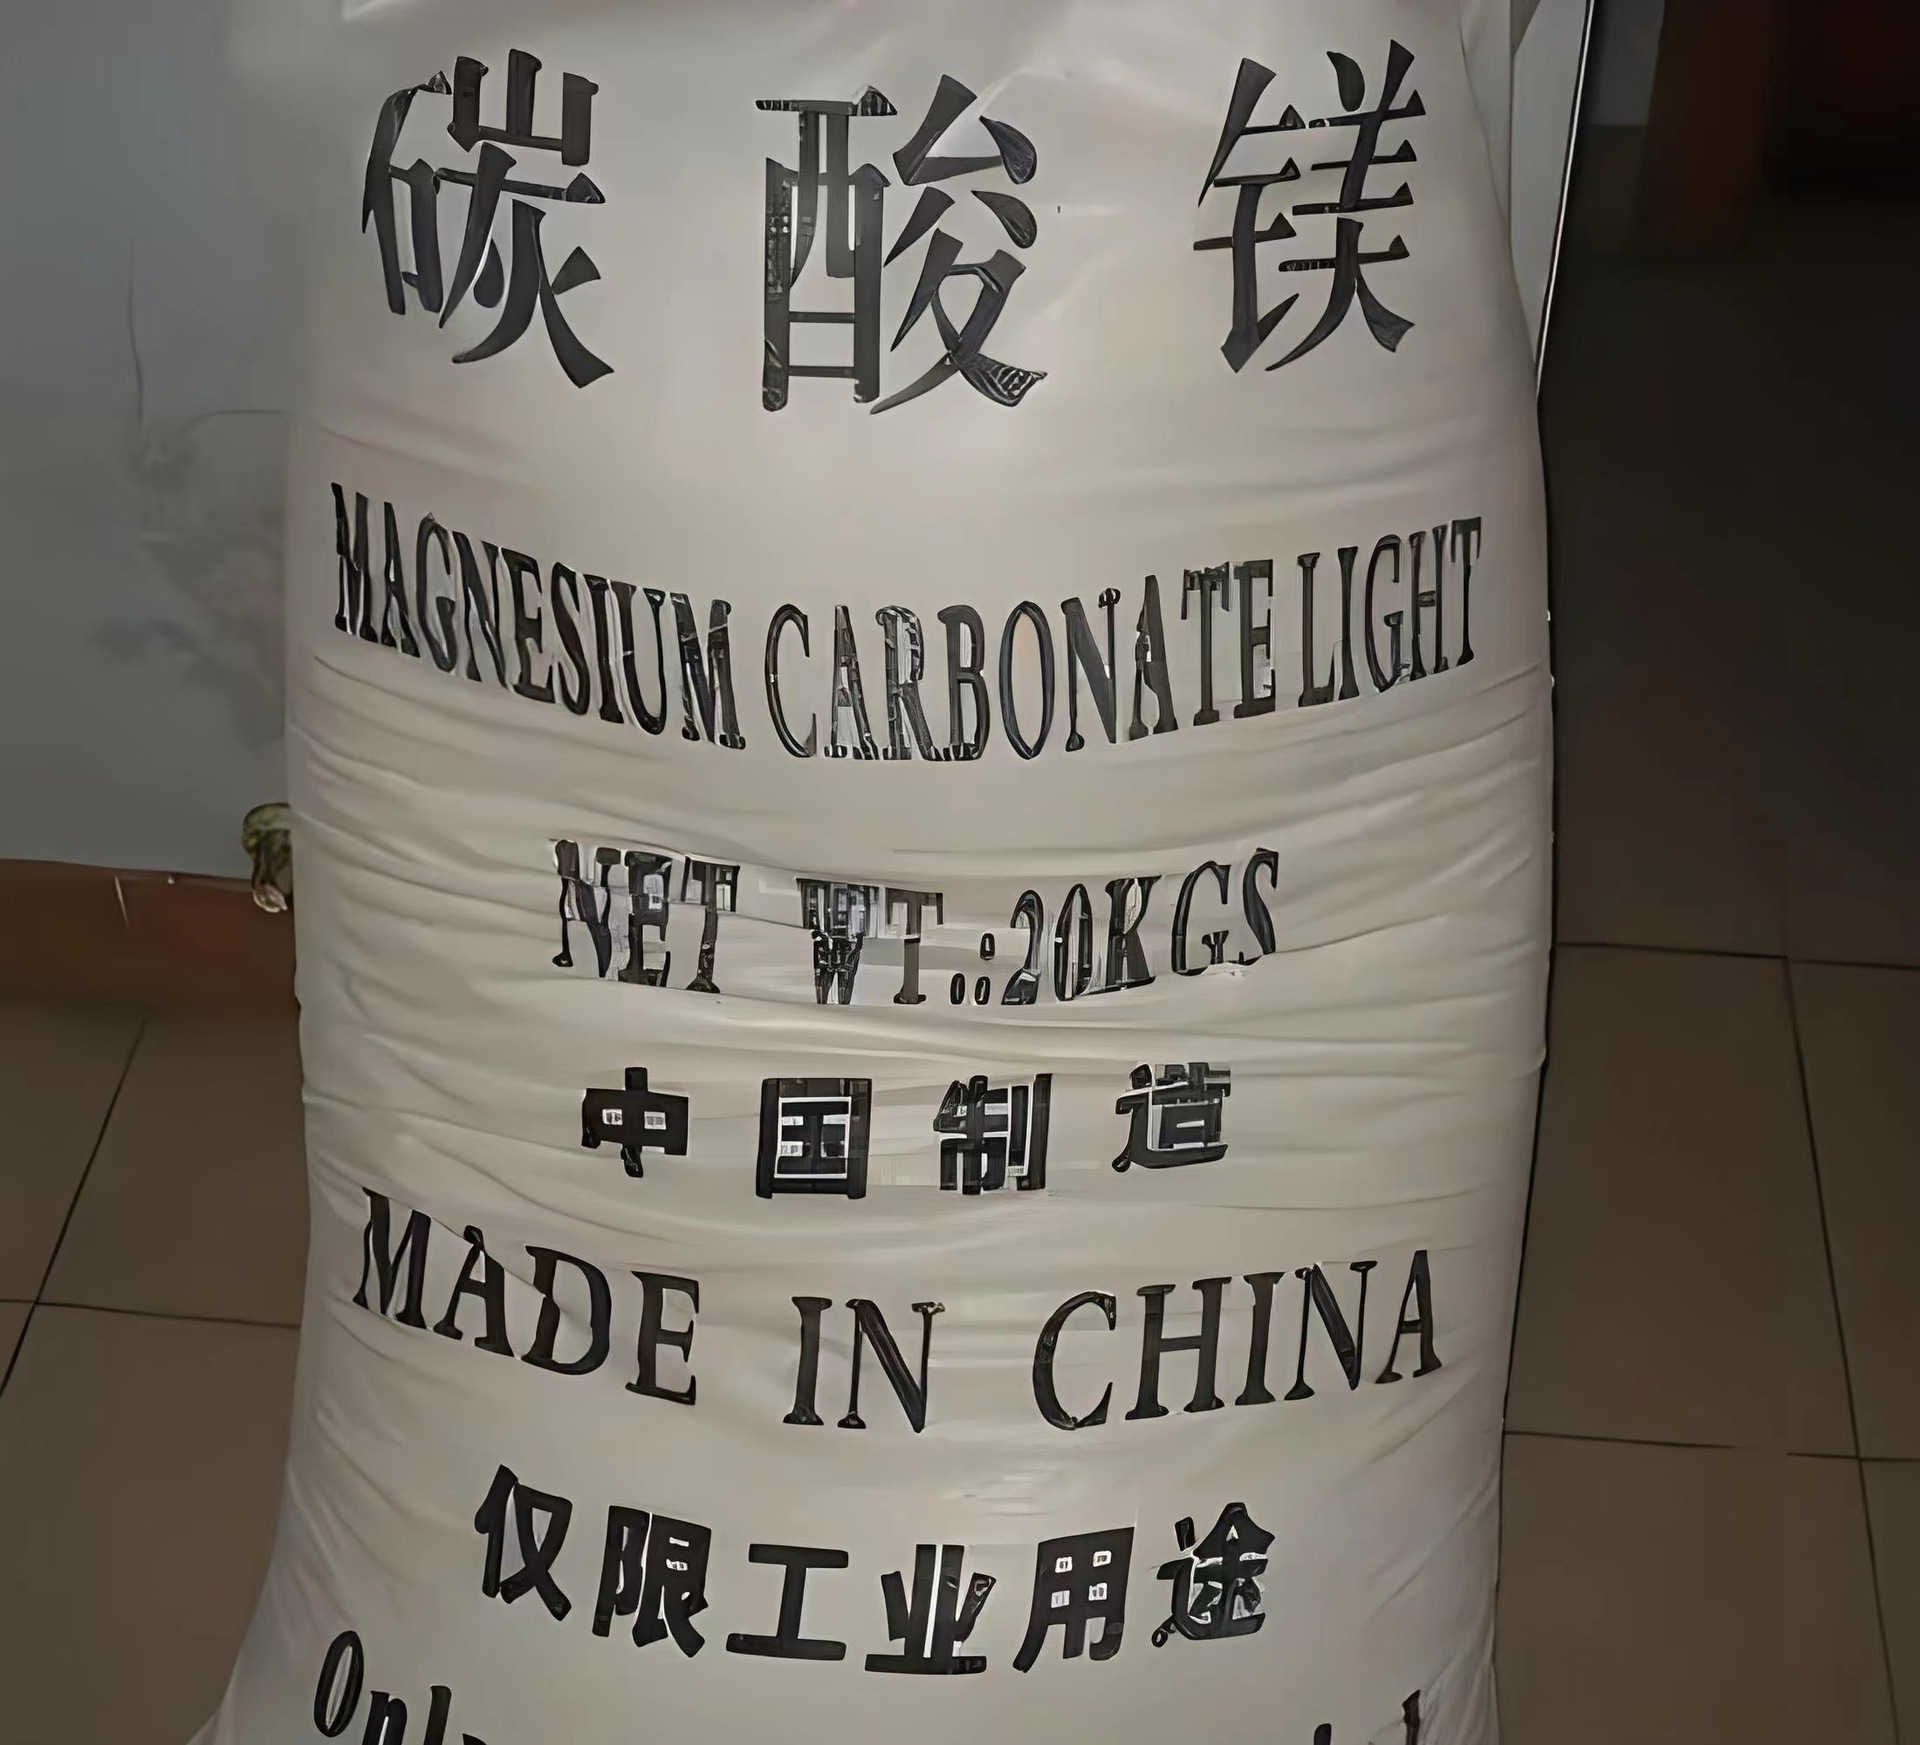 碳 酸 镁
MAGNESIUM CARBONATE LIGHT
NET WT.:20KGS
中国制造
MADE IN CHINA
仅限工业用途
Only